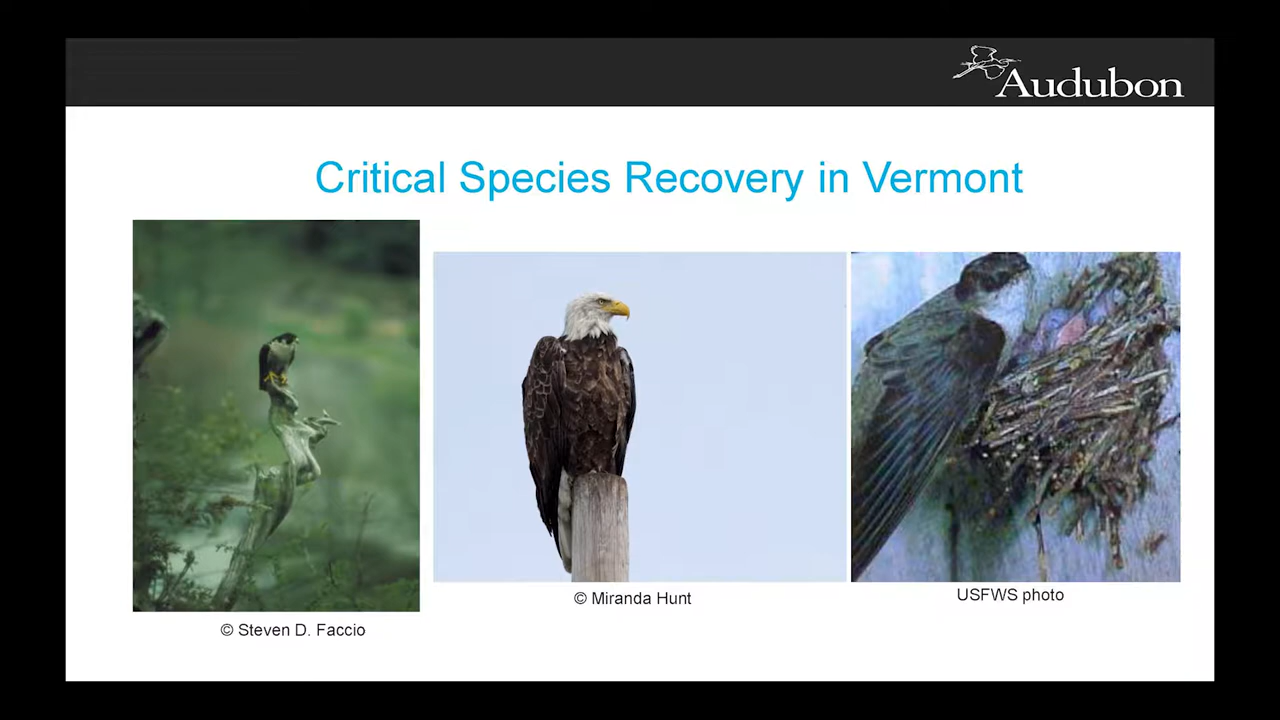 Audubon
Critical Species Recovery in Vermont
© Steven D. Faccio
© Miranda Hunt
USFWS photo